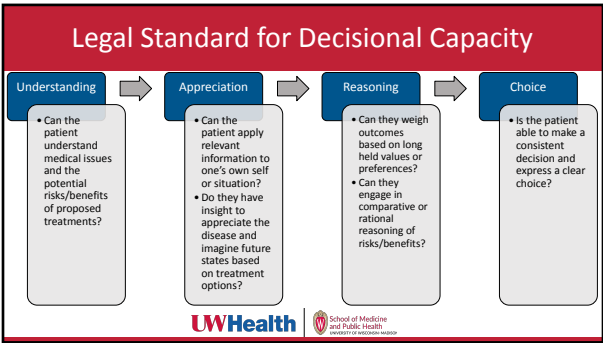 Legal Standard for Decisional Capacity
Understanding
• Can the
patient
understand
medical issues
and the
potential
risks/benefits
of proposed
treatments?
Appreciation
• Can the
patient apply
relevant
information to
one's own self
or situation?
• Do they have
insight to
appreciate the
disease and
imagine future
states based
on treatment
options?
Reasoning
• Can they weigh
outcomes
based on long
held values or
preferences?
• Can they
engage in
comparative or
rational
reasoning of
risks/benefits?
Choice
• Is the patient
able to make a
consistent
decision and
express a clear
choice?
UWHealth
W
School of Medicine
and Public Health
UNIVERSITY OF WISCONSIN-MADISON